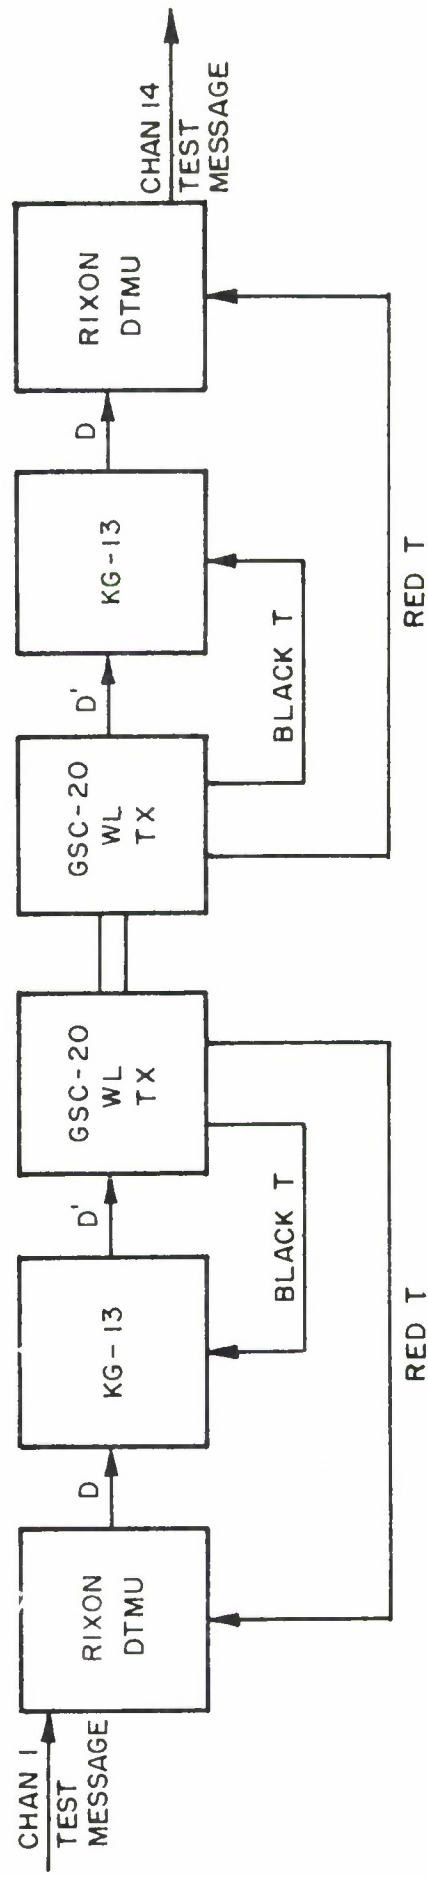 CHAN 1
TEST
MESSAGE
RIXON
DTMU
D
KG-13
D'
GSC-20
WL
TX
GSC-20
WL
TX
D'
KG-13
D
RIXON
DTMU
CHAN 14
TEST
MESSAGE
BLACK T
BLACK T
RED T
RED T